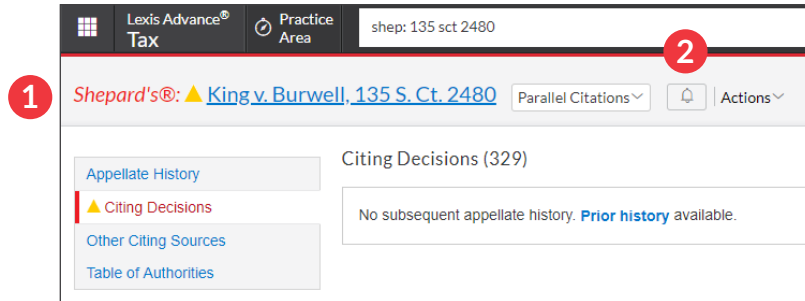 Lexis Advance®
Tax
Practice
Area
shep: 135 sct 2480
2
1
Shepard's®: King v. Burwell, 135 S. Ct. 2480
Parallel Citations
Actions
Appellate History
Citing Decisions
Other Citing Sources
Table of Authorities
Citing Decisions (329)
No subsequent appellate history. Prior history available.